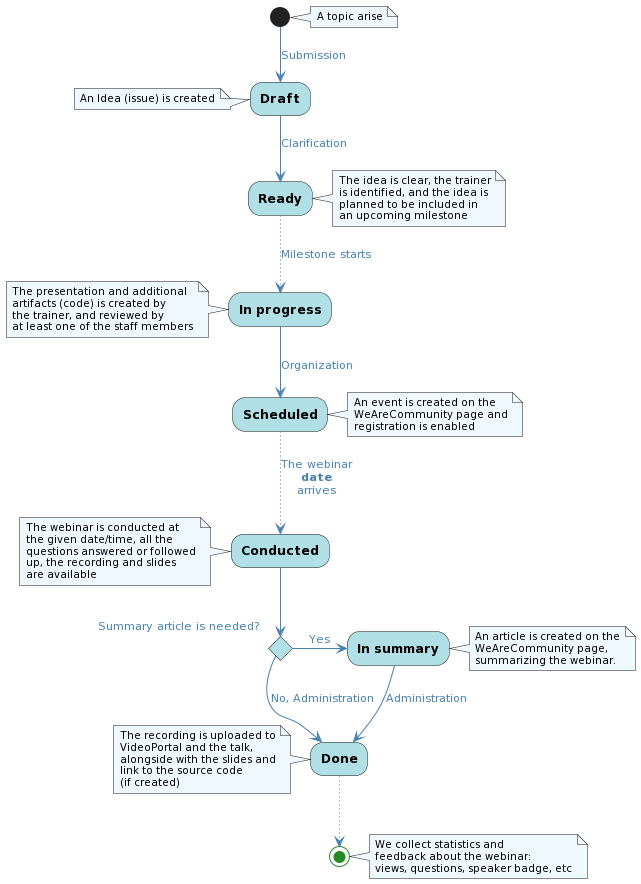 A topic arise
Submission
An Idea (issue) is created
Draft
Clarification
Ready
The idea is clear, the trainer
is identified, and the idea is
planned to be included in
an upcoming milestone
Milestone starts
The presentation and additional
artifacts (code) is created by
the trainer, and reviewed by
at least one of the staff members
In progress
Organization
Scheduled
An event is created on the
WeAreCommunity page and
registration is enabled
The webinar
date
arrives
The webinar is conducted at
the given date/time, all the
questions answered or followed
up, the recording and slides
are available
Conducted
Summary article is needed?
Yes
In summary
An article is created on the
WeAreCommunity page,
summarizing the webinar.
No, Administration
Administration
The recording is uploaded to
VideoPortal and the talk,
alongside with the slides and
link to the source code
(if created)
Done
We collect statistics and
feedback about the webinar:
views, questions, speaker badge, etc